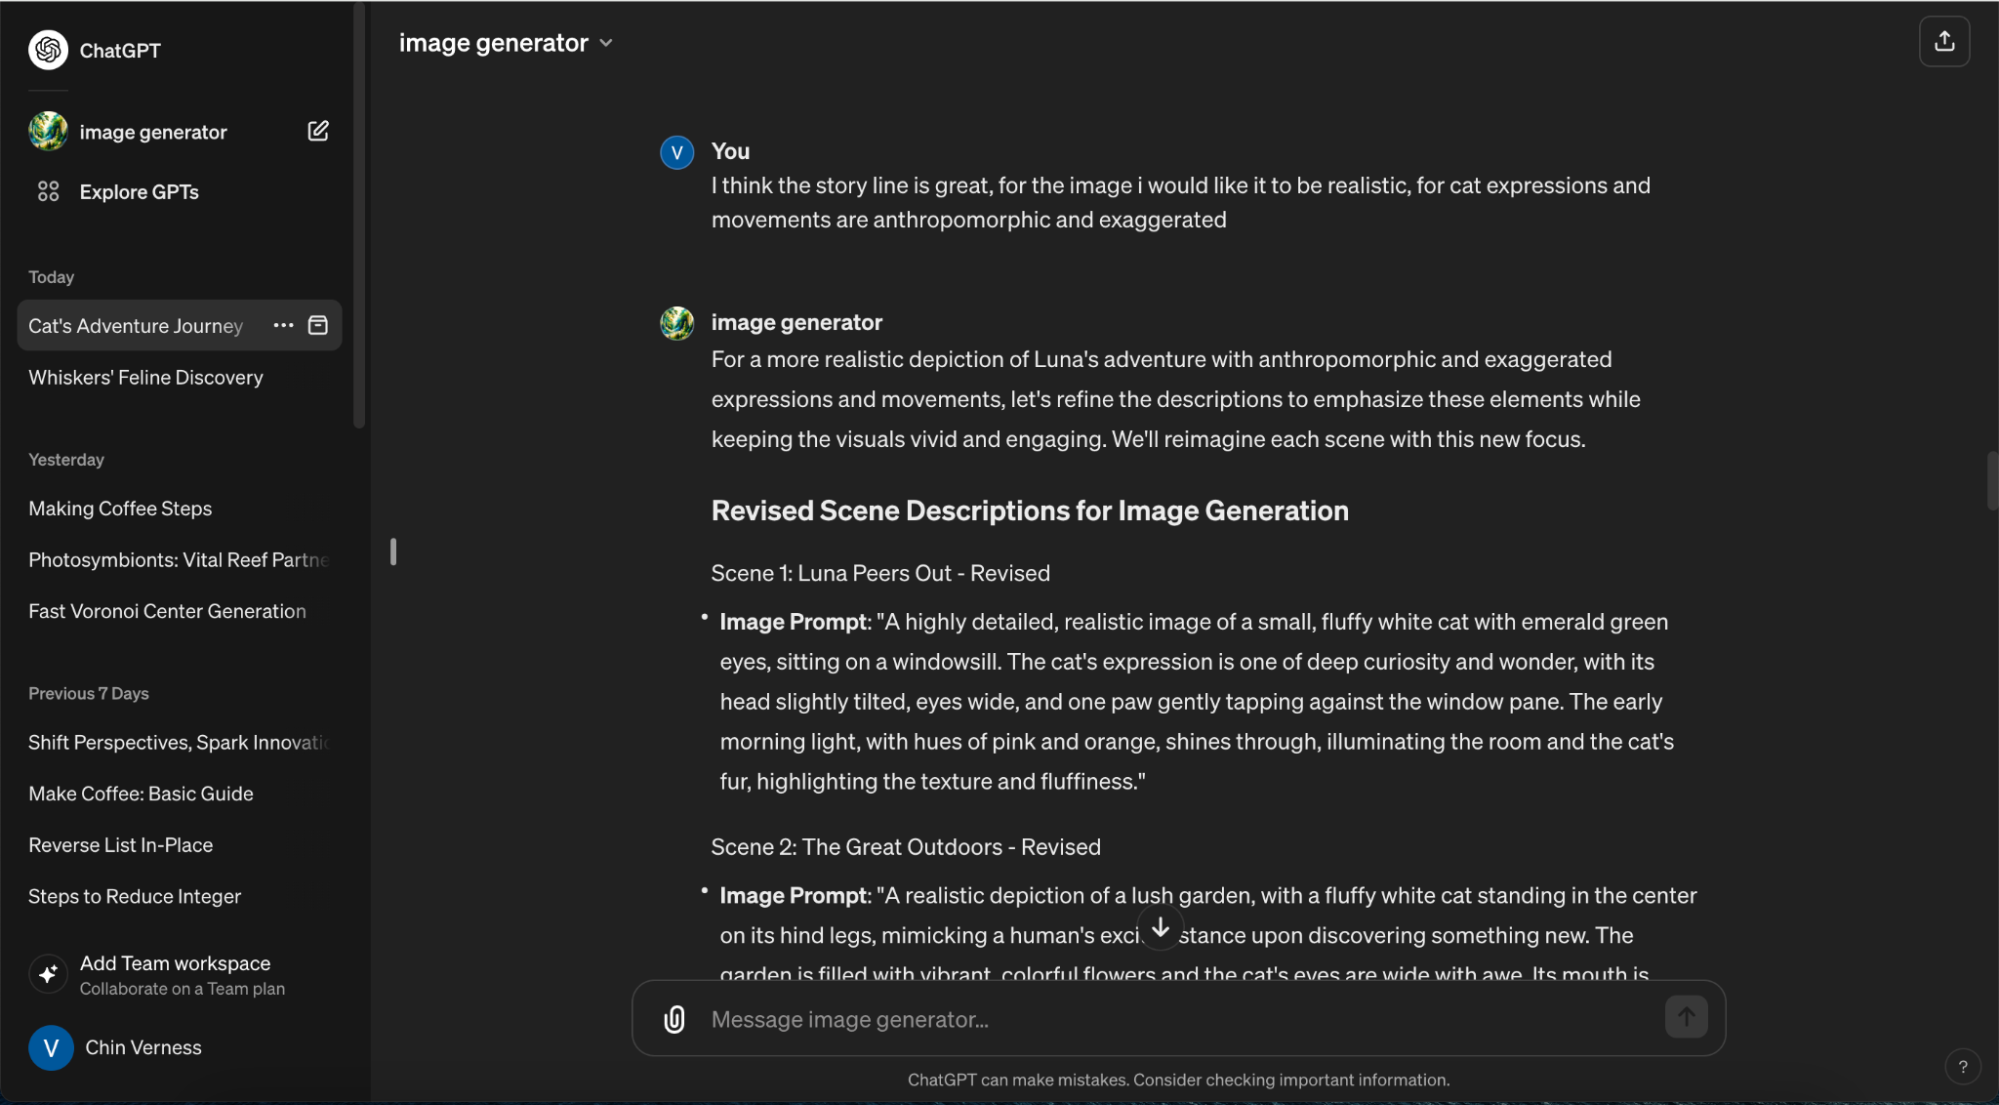 ChatGPT
image generator
Explore GPTs
Today
Cat's Adventure Journey
Whiskers' Feline Discovery
Yesterday
Making Coffee Steps
Photosymbionts: Vital Reef Partne
Fast Voronoi Center Generation
Previous 7 Days
Shift Perspectives, Spark Innovatio
Make Coffee: Basic Guide
Reverse List In-Place
Steps to Reduce Integer
Add Team workspace
Collaborate on a Team plan
V Chin Verness
image generator
V You
I think the story line is great, for the image i would like it to be realistic, for cat expressions and
movements are anthropomorphic and exaggerated
image generator
For a more realistic depiction of Luna's adventure with anthropomorphic and exaggerated
expressions and movements, let's refine the descriptions to emphasize these elements while
keeping the visuals vivid and engaging. We'll reimagine each scene with this new focus.
Revised Scene Descriptions for Image Generation
Scene 1: Luna Peers Out - Revised
• Image Prompt: "A highly detailed, realistic image of a small, fluffy white cat with emerald green
eyes, sitting on a windowsill. The cat's expression is one of deep curiosity and wonder, with its
head slightly tilted, eyes wide, and one paw gently tapping against the window pane. The early
morning light, with hues of pink and orange, shines through, illuminating the room and the cat's
fur, highlighting the texture and fluffiness."
Scene 2: The Great Outdoors - Revised
• Image Prompt: "A realistic depiction of a lush garden, with a fluffy white cat standing in the center
on its hind legs, mimicking a human's exci stance upon discovering something new. The
garden is filled with vibrant, colorful flowers and the cat's eyes are wide with awe. Its mouth is
Message image generator...
ChatGPT can make mistakes. Consider checking important information.
?